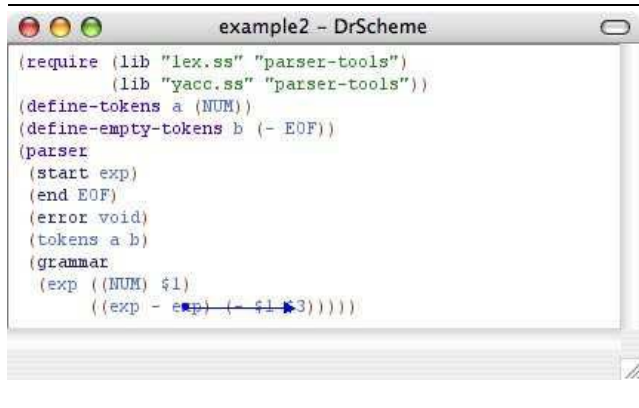 example2 - DrScheme
(require (lib "lex.ss" "parser-tools")
(lib "yacc.ss" "parser-tools"))
(define-tokens a (NUM))
(define-empty-tokens b (- EOF))
(parser
(start exp)
(end EOF)
(error void)
(tokens a b)
(grammar
(exp ((NUM) $1)
((exp - exp) (- $1 $3)))))